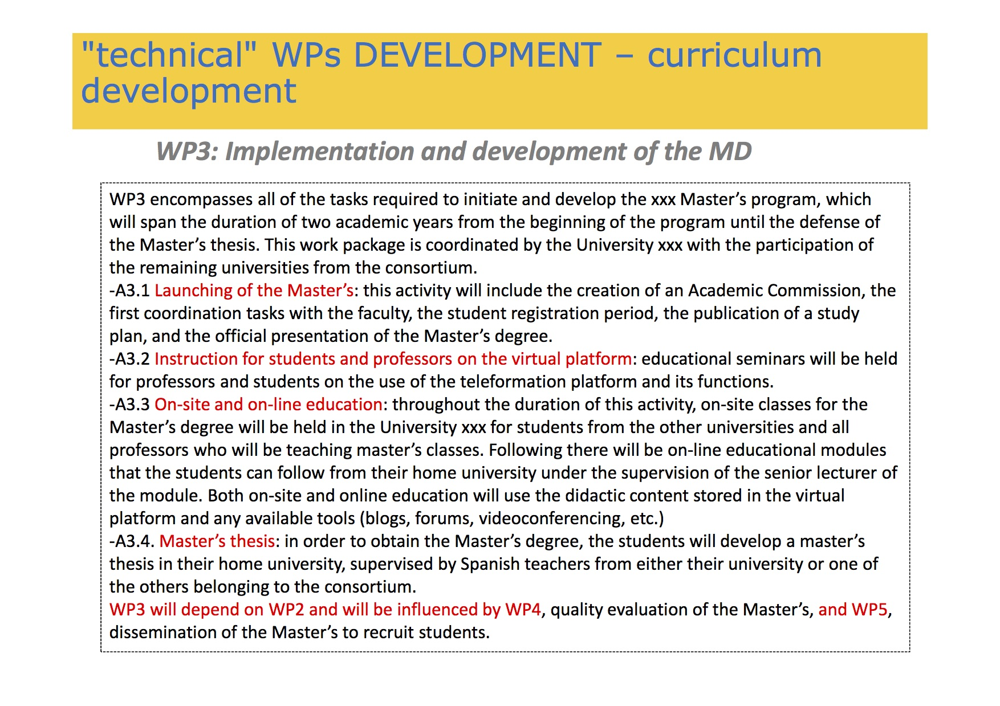 "technical" WPs DEVELOPMENT – curriculum
development
WP3: Implementation and development of the MD
WP3 encompasses all of the tasks required to initiate and develop the xxx Master’s program, which
will span the duration of two academic years from the beginning of the program until the defense of
the Master’s thesis. This work package is coordinated by the University xxx with the participation of
the remaining universities from the consortium.
-A3.1 Launching of the Master’s: this activity will include the creation of an Academic Commission, the
first coordination tasks with the faculty, the student registration period, the publication of a study
plan, and the official presentation of the Master’s degree.
-A3.2 Instruction for students and professors on the virtual platform: educational seminars will be held
for professors and students on the use of the teleformation platform and its functions.
-A3.3 On-site and on-line education: throughout the duration of this activity, on-site classes for the
Master’s degree will be held in the University xxx for students from the other universities and all
professors who will be teaching master’s classes. Following there will be on-line educational modules
that the students can follow from their home university under the supervision of the senior lecturer of
the module. Both on-site and online education will use the didactic content stored in the virtual
platform and any available tools (blogs, forums, videoconferencing, etc.)
-A3.4. Master’s thesis: in order to obtain the Master’s degree, the students will develop a master’s
thesis in their home university, supervised by Spanish teachers from either their university or one of
the others belonging to the consortium.
WP3 will depend on WP2 and will be influenced by WP4, quality evaluation of the Master’s, and WP5,
dissemination of the Master’s to recruit students.